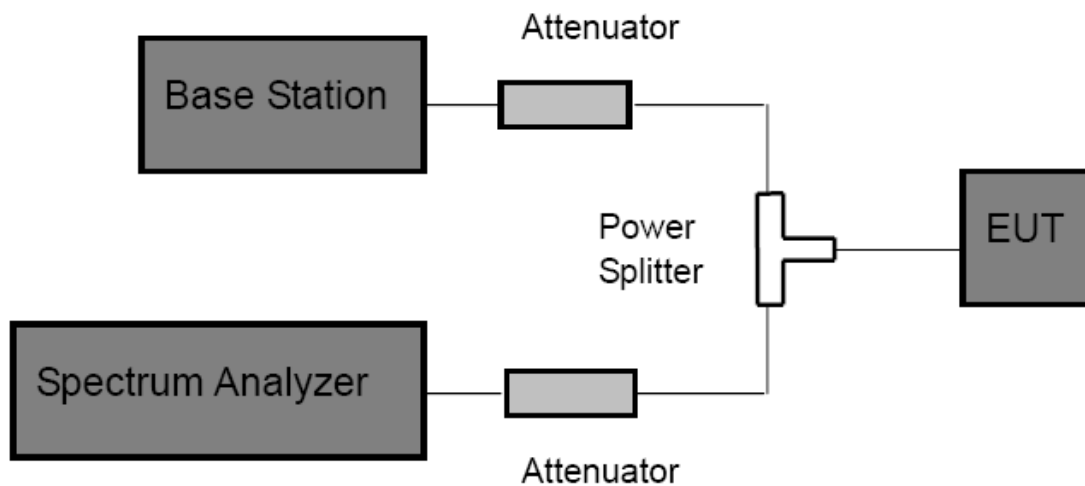 Attenuator
Base Station
Power
Splitter
EUT
Spectrum Analyzer
Attenuator